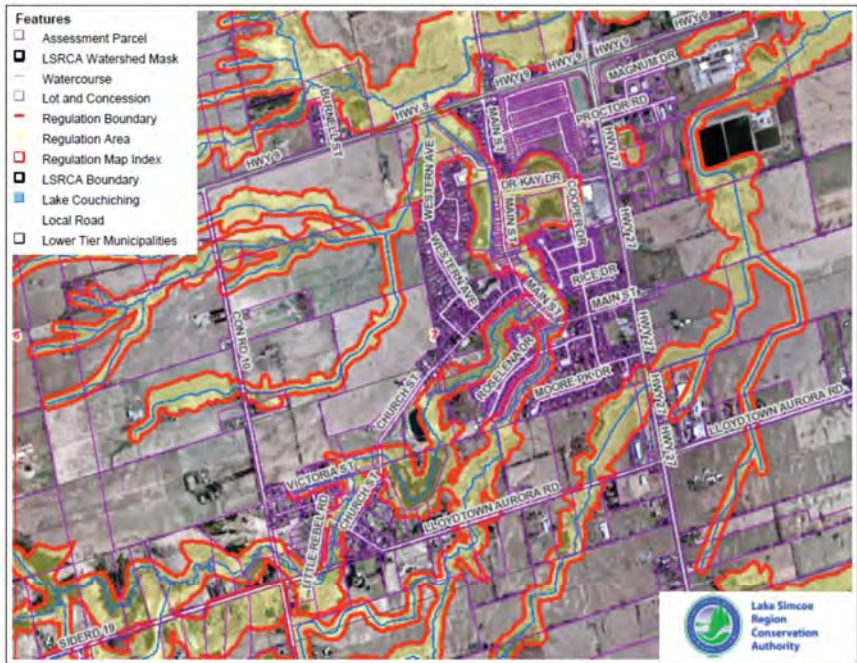 Features
Assessment Parcel
LSRCA Watershed Mask
Watercourse
Lot and Concession
Regulation Boundary
Regulation Area
Regulation Map Index
LSRCA Boundary
Lake Couchiching
Local Road
Lower Tier Municipalities
HWY 9
HWY 9
HWY 9
HWY 9
HWY 9
MAGNUM DR
BURNELL ST
MAIN ST
PROCTOR RD
HWY 27
WESTERN AVE
DR KAY DR
COOPER DR
MAIN ST
HWY 27
WESTERN AVE
RICE DR
MAIN ST
MAIN ST
CON RD 10
HWY 27
ROSELENA DR
CHURCH ST
MOORE PK DR
HWY 27
HWY 27
LLOYDTOWN AURORA RD
VICTORIA ST
CHURCH ST
LITTLE REBEL RD
LLOYDTOWN AURORA RD
SIDERD 19
Lake Simcoe
Region
Conservation
Authority